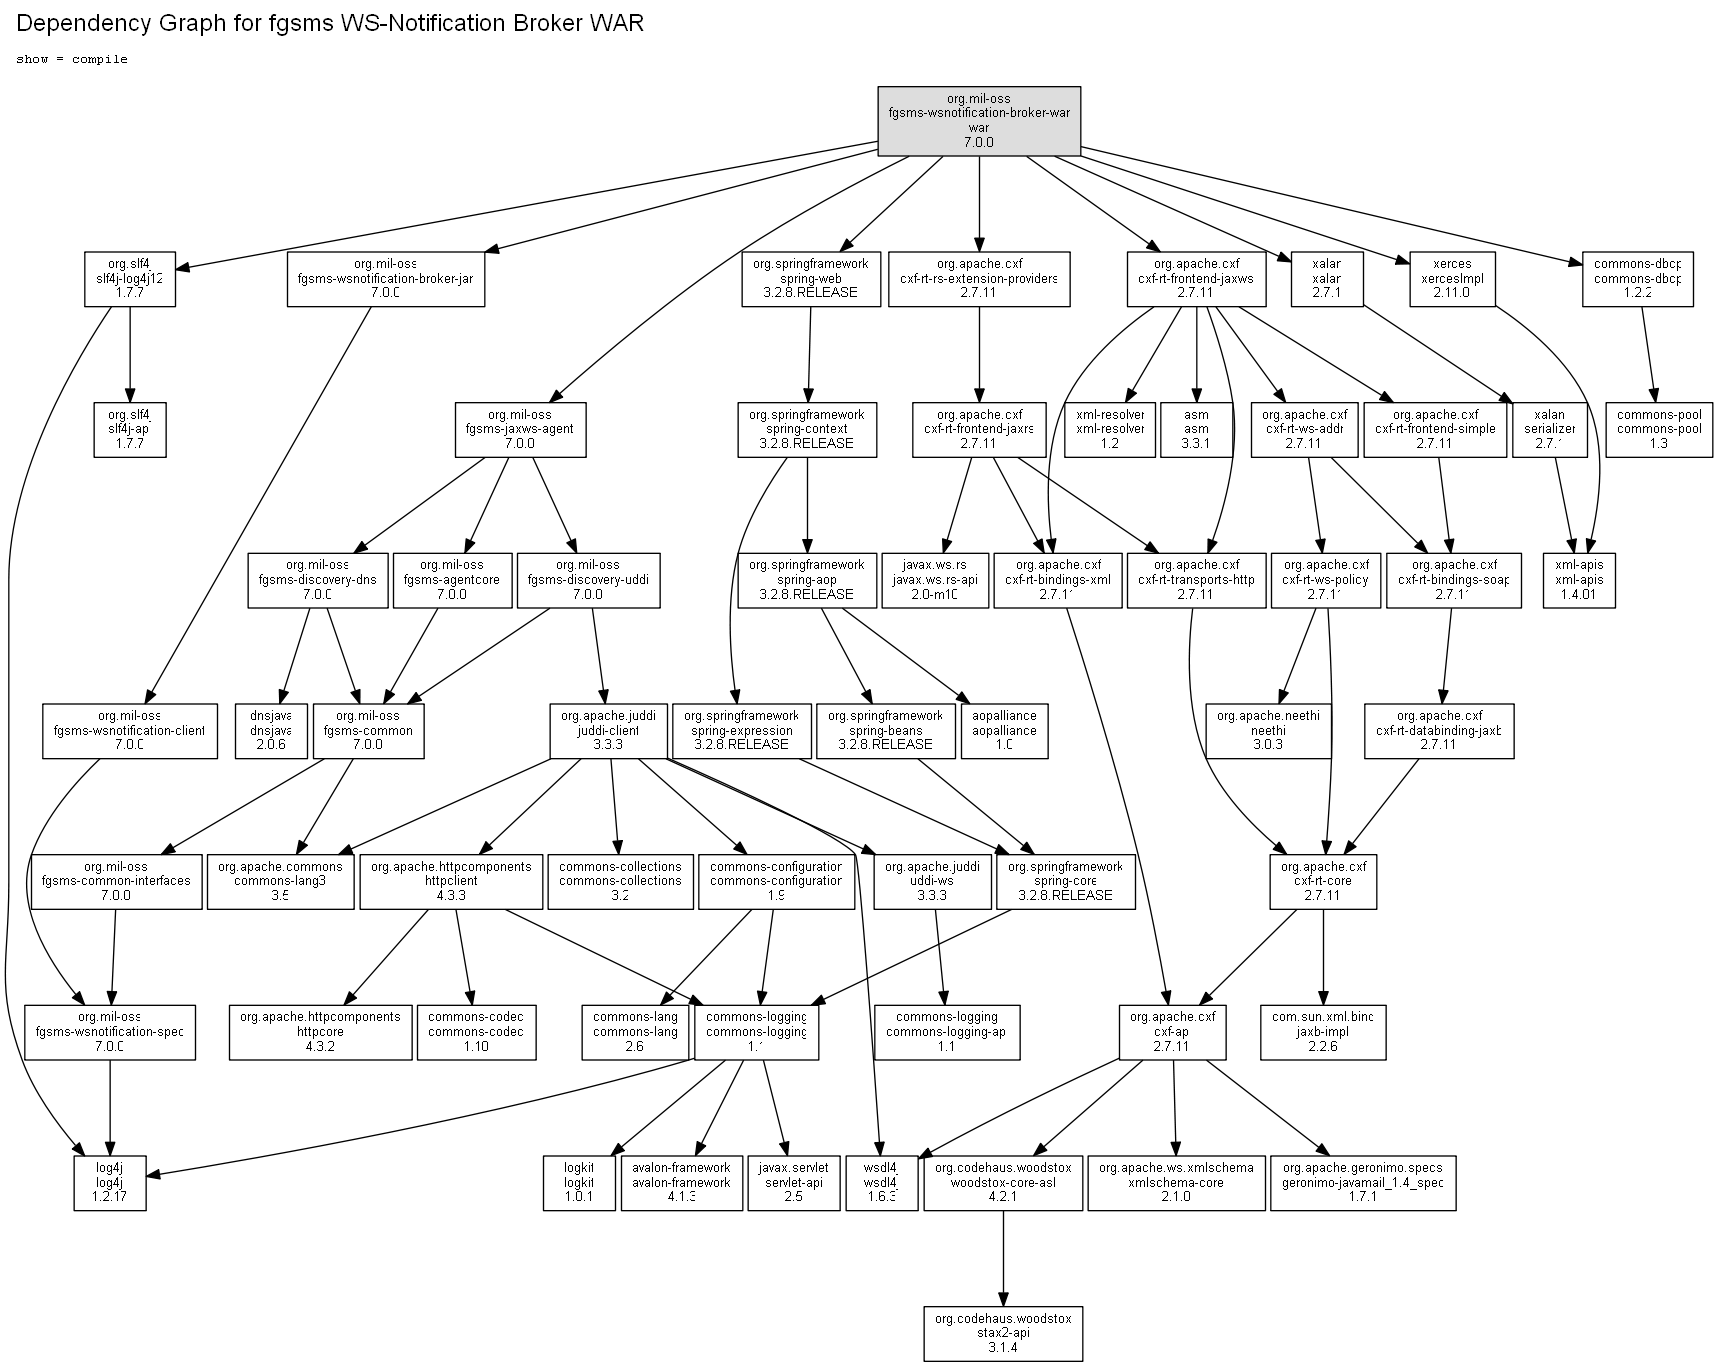 Dependency Graph for fgsms WS-Notification Broker WAR
show = compile
org.mil-oss
fgsms-wsnotification-broker-war
war
7.0.0
org.slf4j
slf4j-log4j12
1.7.7
org.mil-oss
fgsms-wsnotification-broker-jar
7.0.0
org.springframework
spring-web
3.2.8.RELEASE
org.apache.cxf
cxf-rt-rs-extension-providers
2.7.11
org.apache.cxf
cxf-rt-frontend-jaxws
2.7.11
xalan
xalan
2.7.1
xerces
xercesImpl
2.11.0
commons-dbcp
commons-dbcp
1.2.2
org.slf4j
slf4j-api
1.7.7
org.mil-oss
fgsms-jaxws-agent
7.0.0
org.springframework
spring-context
3.2.8.RELEASE
org.apache.cxf
cxf-rt-frontend-jaxrs
2.7.11
xml-resolver
xml-resolver
1.2
asm
asm
3.3.1
org.apache.cxf
cxf-rt-ws-addr
2.7.11
org.apache.cxf
cxf-rt-frontend-simple
2.7.11
xalan
serializer
2.7.1
commons-pool
commons-pool
1.3
org.mil-oss
fgsms-discovery-dns
7.0.0
org.mil-oss
fgsms-agentcore
7.0.0
org.mil-oss
fgsms-discovery-uddi
7.0.0
org.springframework
spring-aop
3.2.8.RELEASE
javax.ws.rs
javax.ws.rs-api
2.0-m10
org.apache.cxf
cxf-rt-bindings-xml
2.7.11
org.apache.cxf
cxf-rt-transports-http
2.7.11
org.apache.cxf
cxf-rt-ws-policy
2.7.11
org.apache.cxf
cxf-rt-bindings-soap
2.7.11
xml-apis
xml-apis
1.4.01
org.mil-oss
fgsms-wsnotification-client
7.0.0
dnsjava
dnsjava
2.0.6
org.mil-oss
fgsms-common
7.0.0
org.apache.juddi
juddi-client
3.3.3
org.springframework
spring-expression
3.2.8.RELEASE
org.springframework
spring-beans
3.2.8.RELEASE
aopalliance
aopalliance
1.0
org.apache.neethi
neethi
3.0.3
org.apache.cxf
cxf-rt-databinding-jaxb
2.7.11
org.mil-oss
fgsms-common-interfaces
7.0.0
org.apache.commons
commons-lang3
3.5
org.apache.httpcomponents
httpclient
4.3.3
commons-collections
commons-collections
3.2
commons-configuration
commons-configuration
1.9
org.apache.juddi
uddi-ws
3.3.3
org.springframework
spring-core
3.2.8.RELEASE
org.apache.cxf
cxf-rt-core
2.7.11
org.mil-oss
fgsms-wsnotification-spec
7.0.0
org.apache.httpcomponents
httpcore
4.3.2
commons-codec
commons-codec
1.10
commons-lang
commons-lang
2.6
commons-logging
commons-logging
1.1
commons-logging
commons-logging-api
1.1
org.apache.cxf
cxf-api
2.7.11
com.sun.xml.bind
jaxb-impl
2.2.6
log4j
log4j
1.2.17
logkit
logkit
1.0.1
avalon-framework
avalon-framework
4.1.3
javax.servlet
servlet-api
2.5
wsdl4j
wsdl4j
1.6.3
org.codehaus.woodstox
woodstox-core-asl
4.2.1
org.apache.ws.xmlschema
xmlschema-core
2.1.0
org.apache.geronimo.specs
geronimo-javamail_1.4_spec
1.7.1
org.codehaus.woodstox
stax2-api
3.1.4